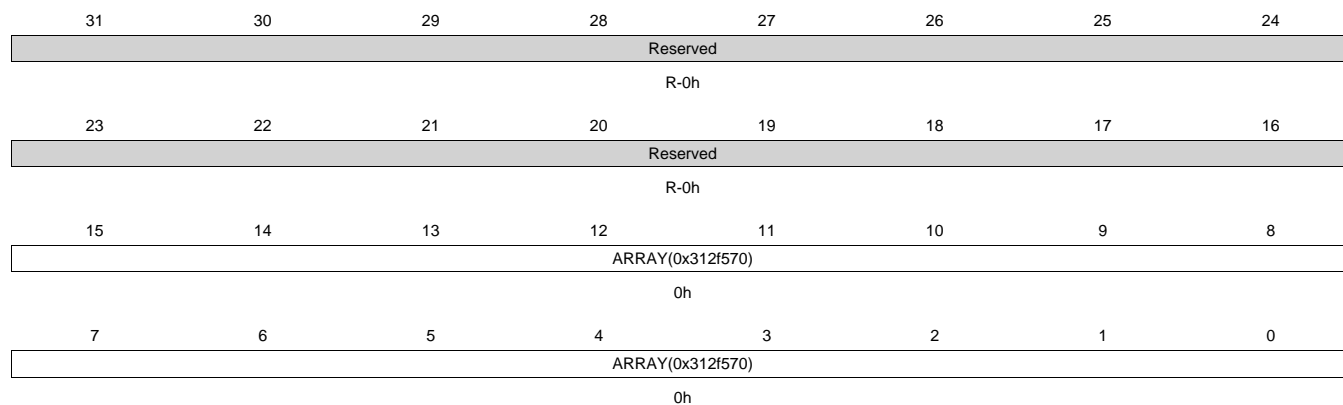 31 30 29 28 27 26 25 24
Reserved
R-0h
23 22 21 20 19 18 17 16
Reserved
R-0h
15 14 13 12 11 10 9 8
ARRAY(0x312f570)
0h
7 6 5 4 3 2 1 0
ARRAY(0x312f570)
0h